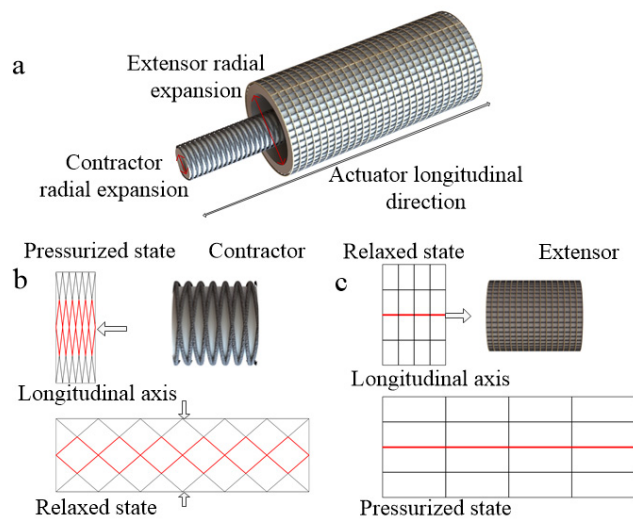 a
Extensor radial
expansion
Contractor
radial expansion
Actuator longitudinal
direction
Pressurized state
Contractor
b
Longitudinal axis
Relaxed state
Relaxed state
Extensor
c
Longitudinal axis
Pressurized state